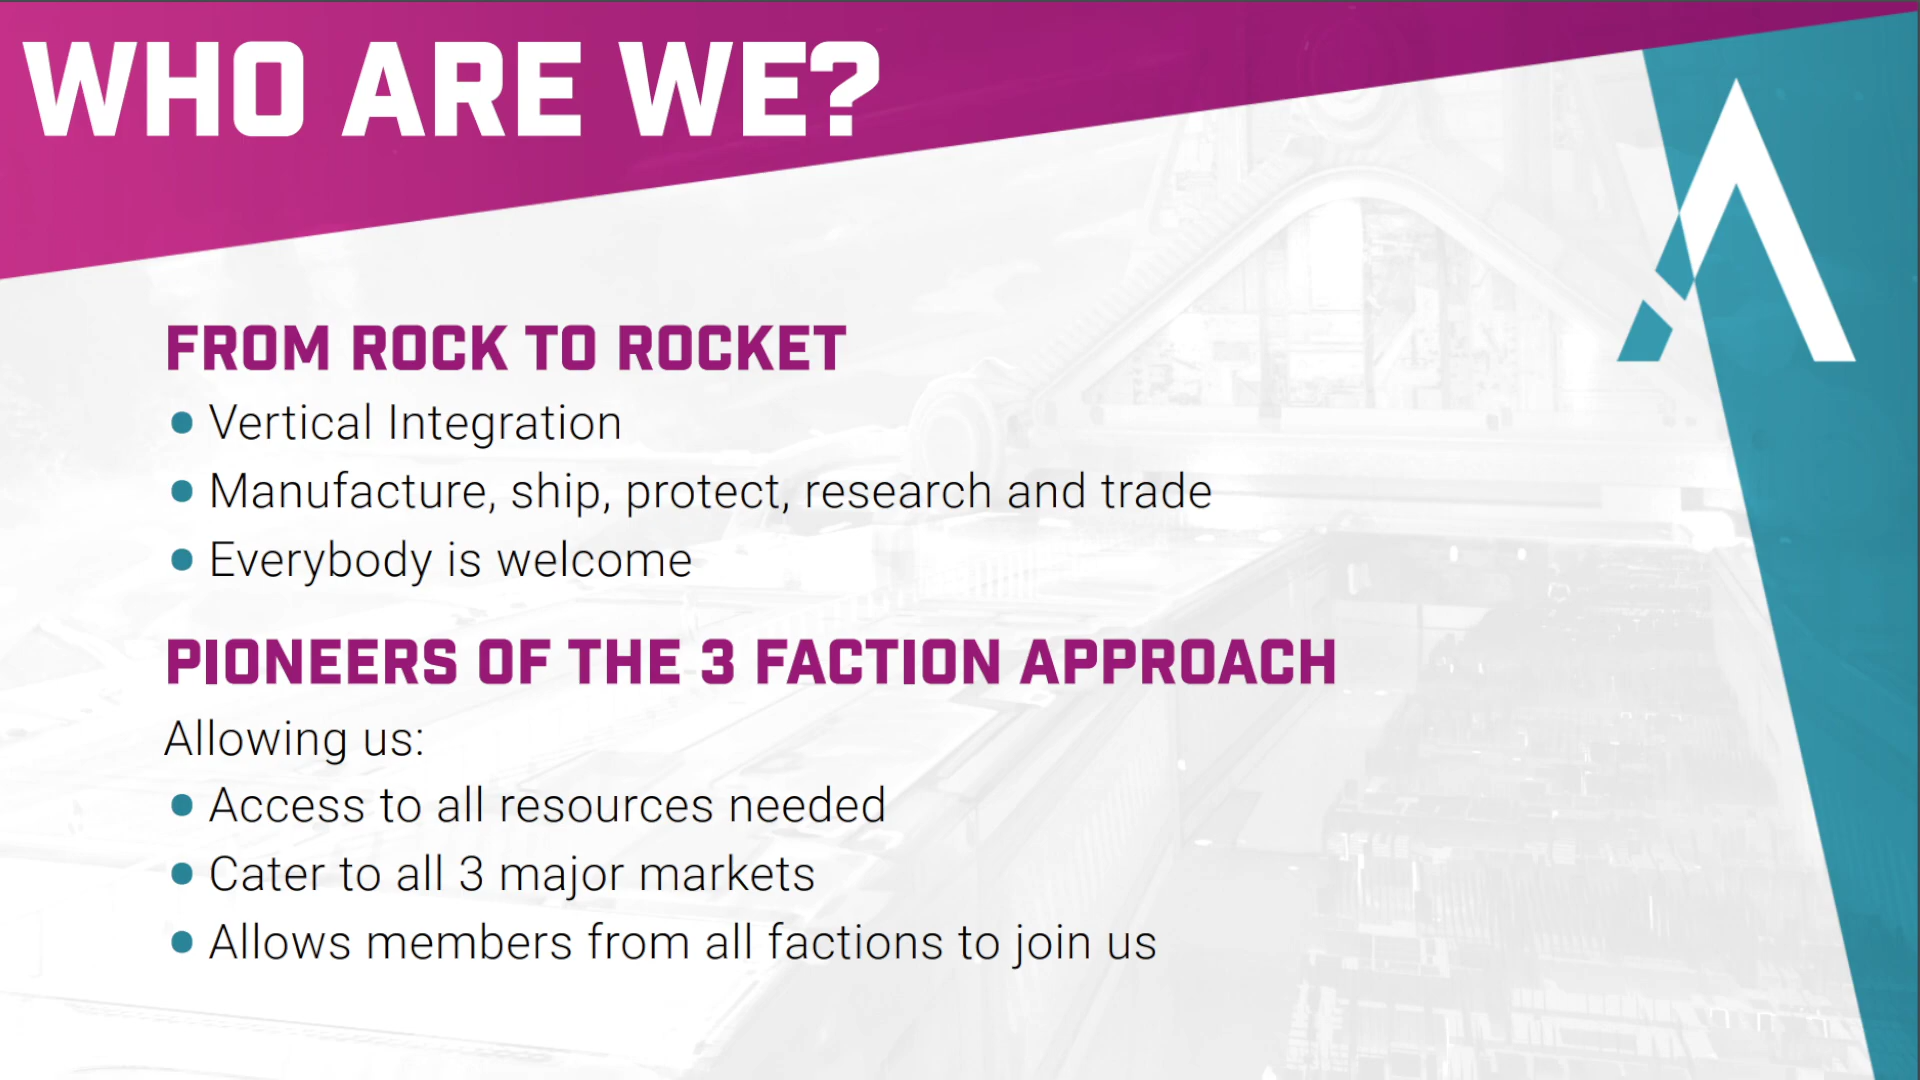 WHO ARE WE?
FROM ROCK TO ROCKET
• Vertical Integration
• Manufacture, ship, protect, research and trade
• Everybody is welcome
PIONEERS OF THE 3 FACTION APPROACH
Allowing us:
• Access to all resources needed
• Cater to all 3 major markets
• Allows members from all factions to join us